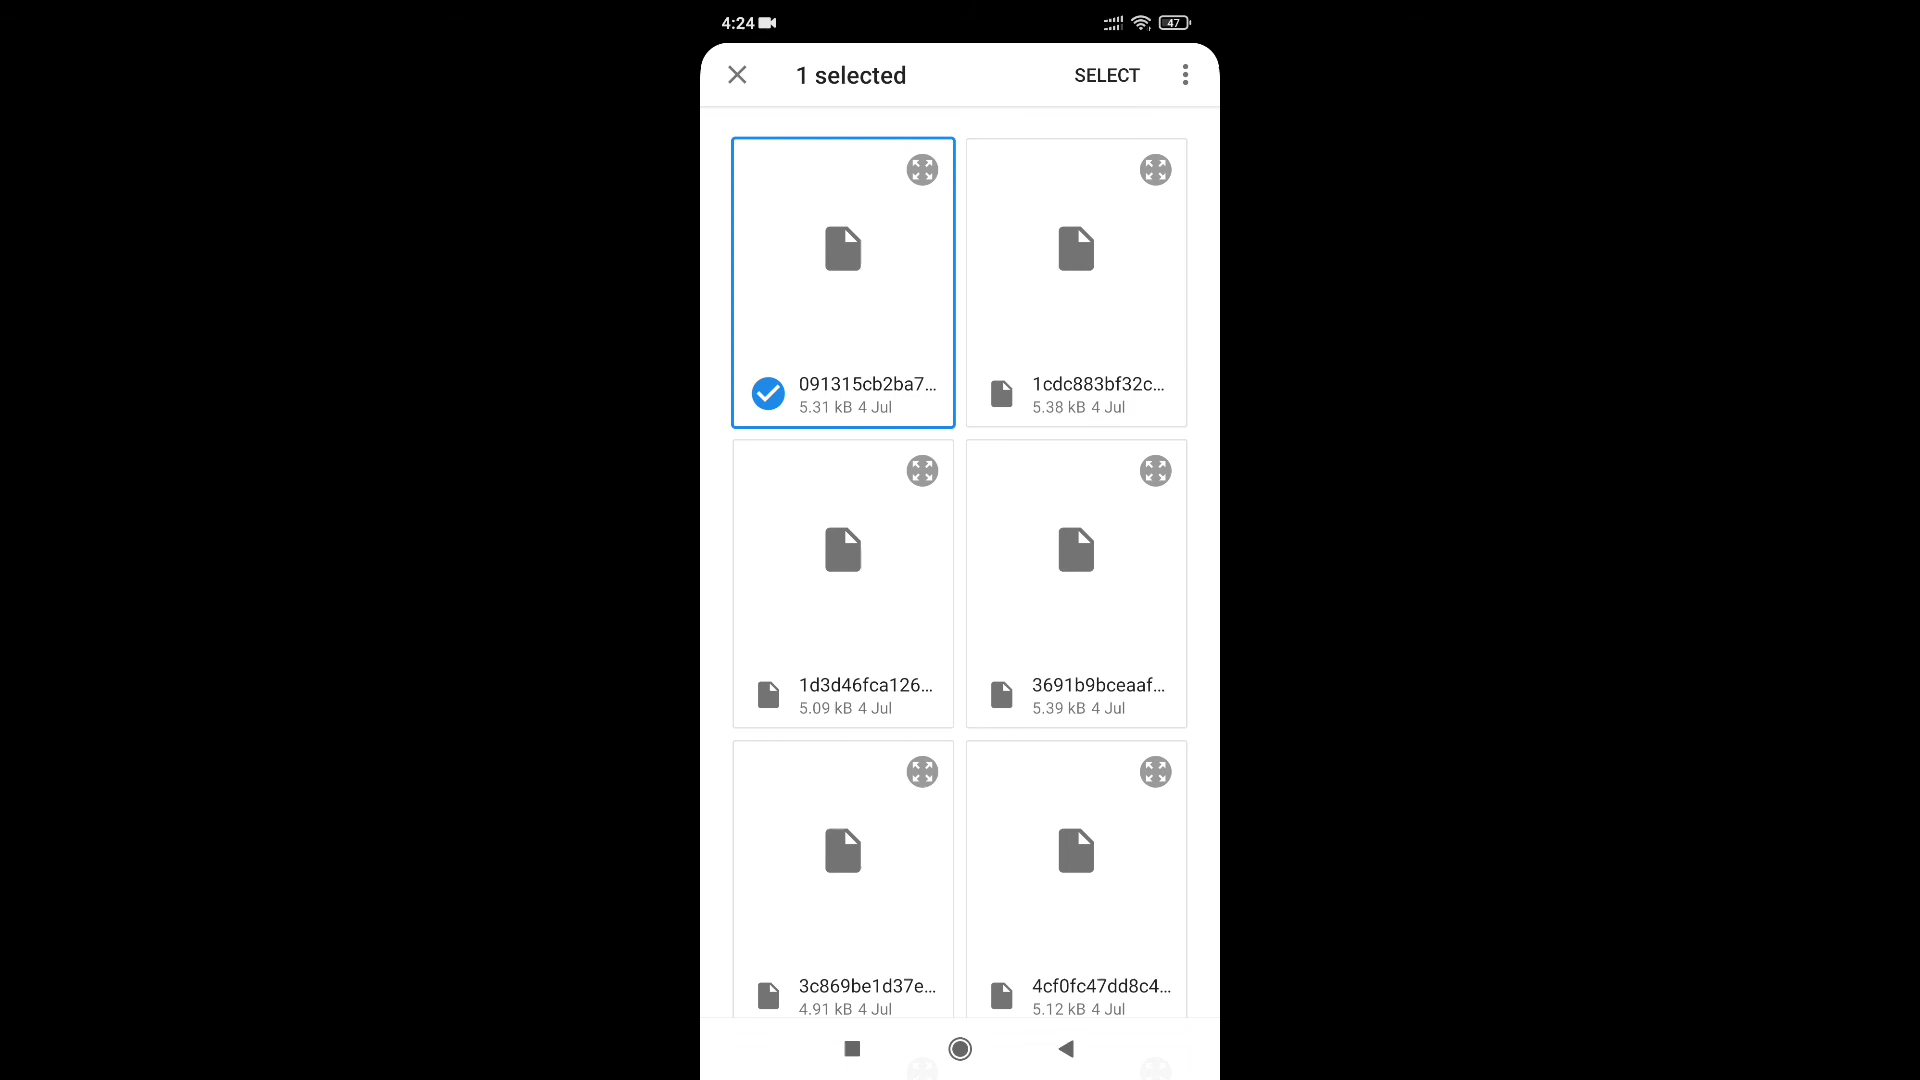 4:24
47
1 selected
SELECT
091315cb2ba7...
5.31 kB 4 Jul
1cdc883bf32c...
5.38 kB 4 Jul
1d3d46fca126...
5.09 kB 4 Jul
3691b9bceaaf...
5.39 kB 4 Jul
3c869be1d37e...
4.91 kB 4 Jul
4cf0fc47dd8c4...
5.12 kB 4 Jul